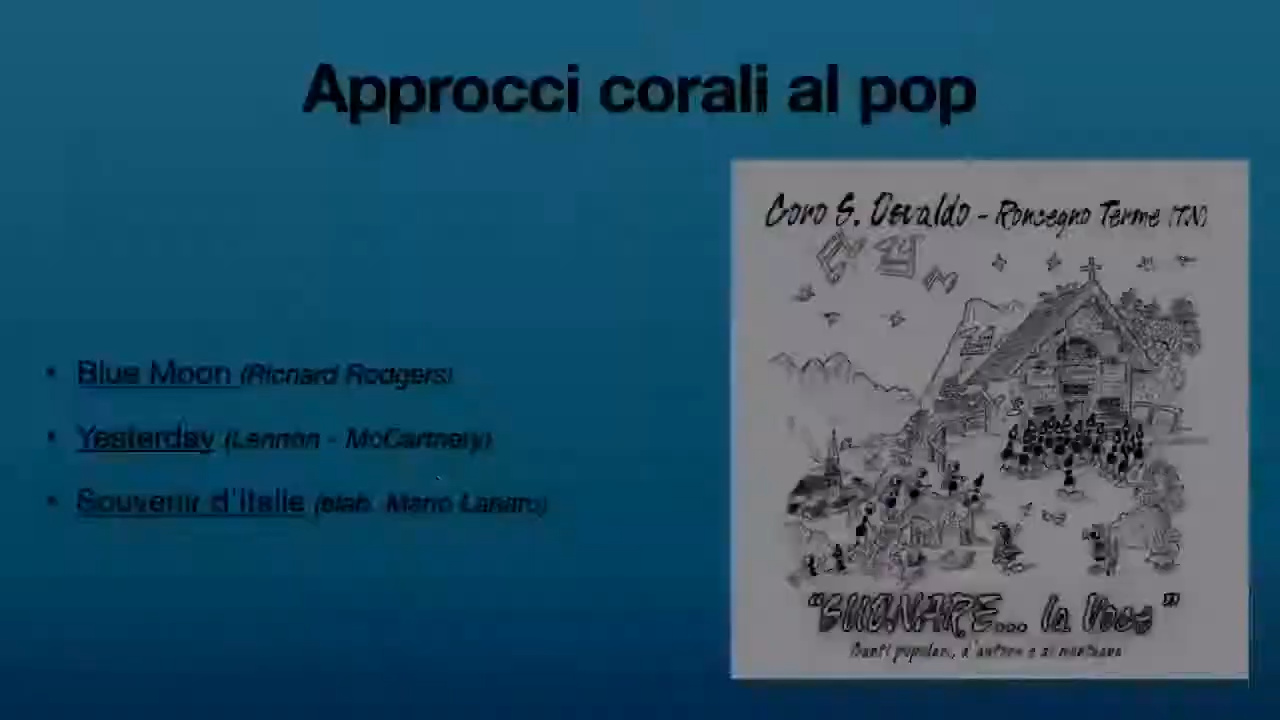 Approcci corali al pop
Coro S. Osvaldo - Roncegno Terme (TN)
• Blue Moon (Richard Rodgers)
• Yesterday (Lennon - McCartney)
• Souvenir d'Italie (elab. Mario Lanaro)
"SUONARE... la Voce"
Canti popolari, d'autore e di montagna